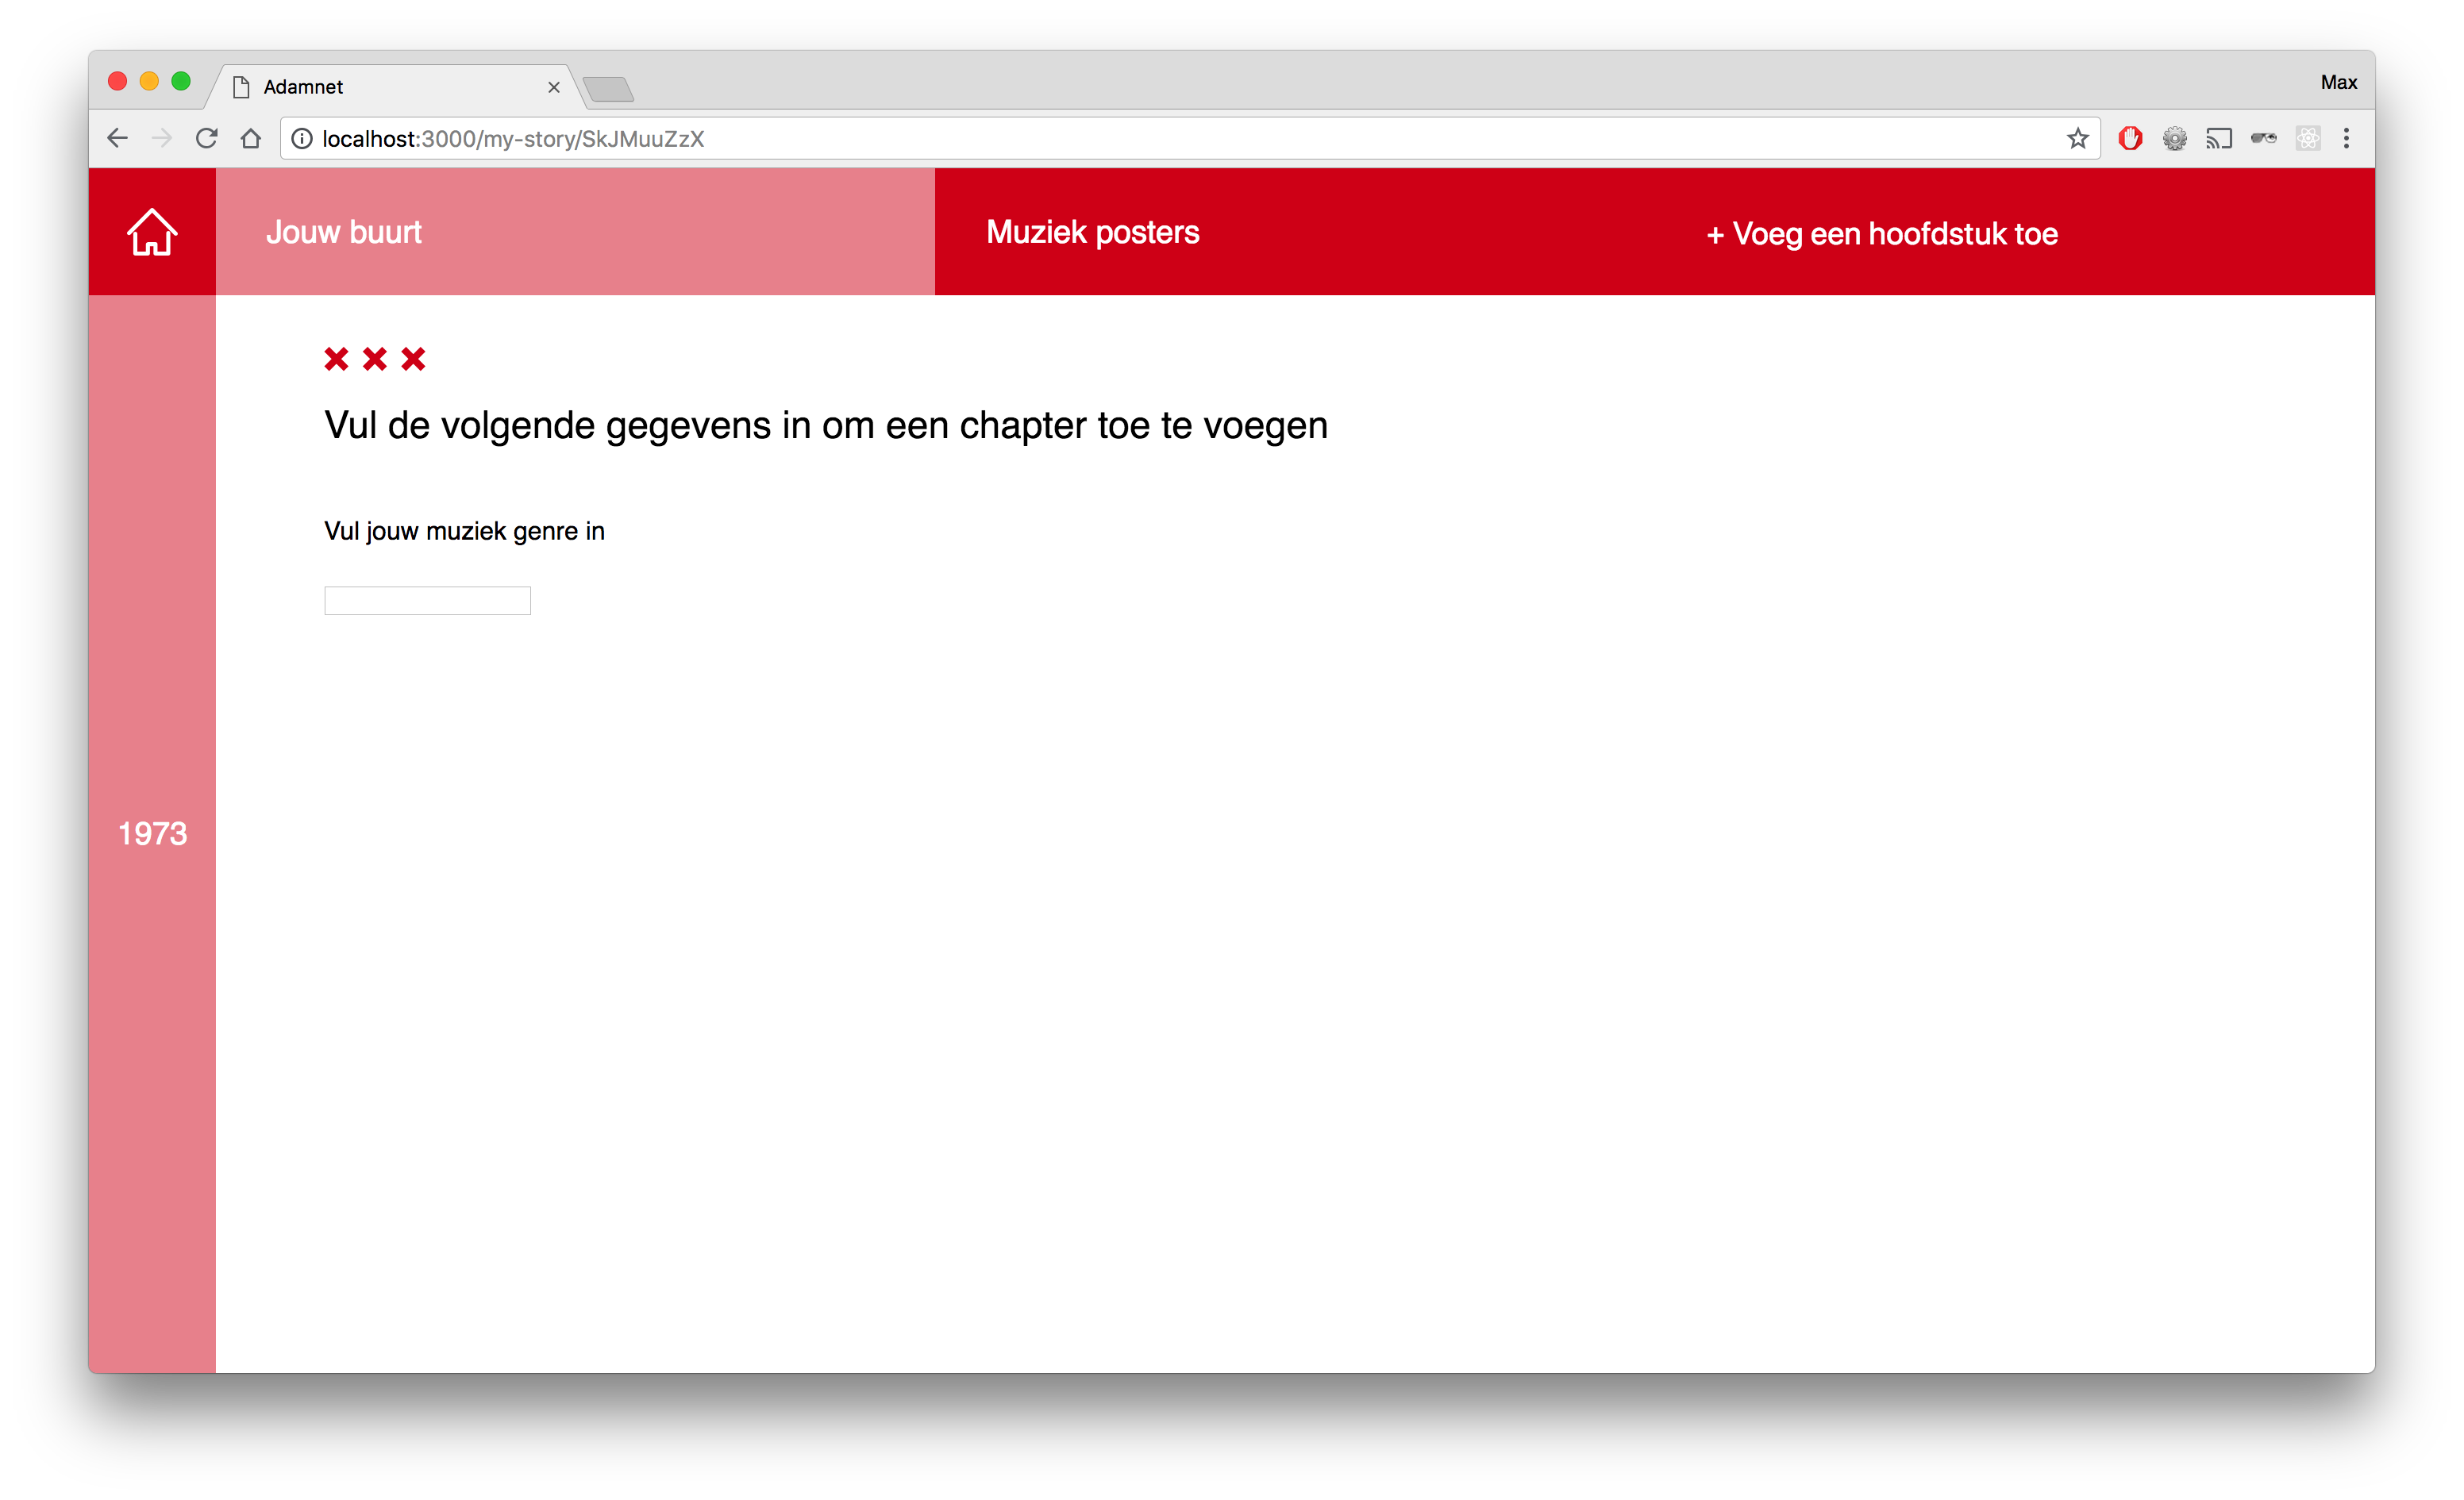 Adamnet
Max
localhost:3000/my-story/SkJMuuZzX
Jouw buurt
Muziek posters
+ Voeg een hoofdstuk toe
Vul de volgende gegevens in om een chapter toe te voegen
Vul jouw muziek genre in
1973